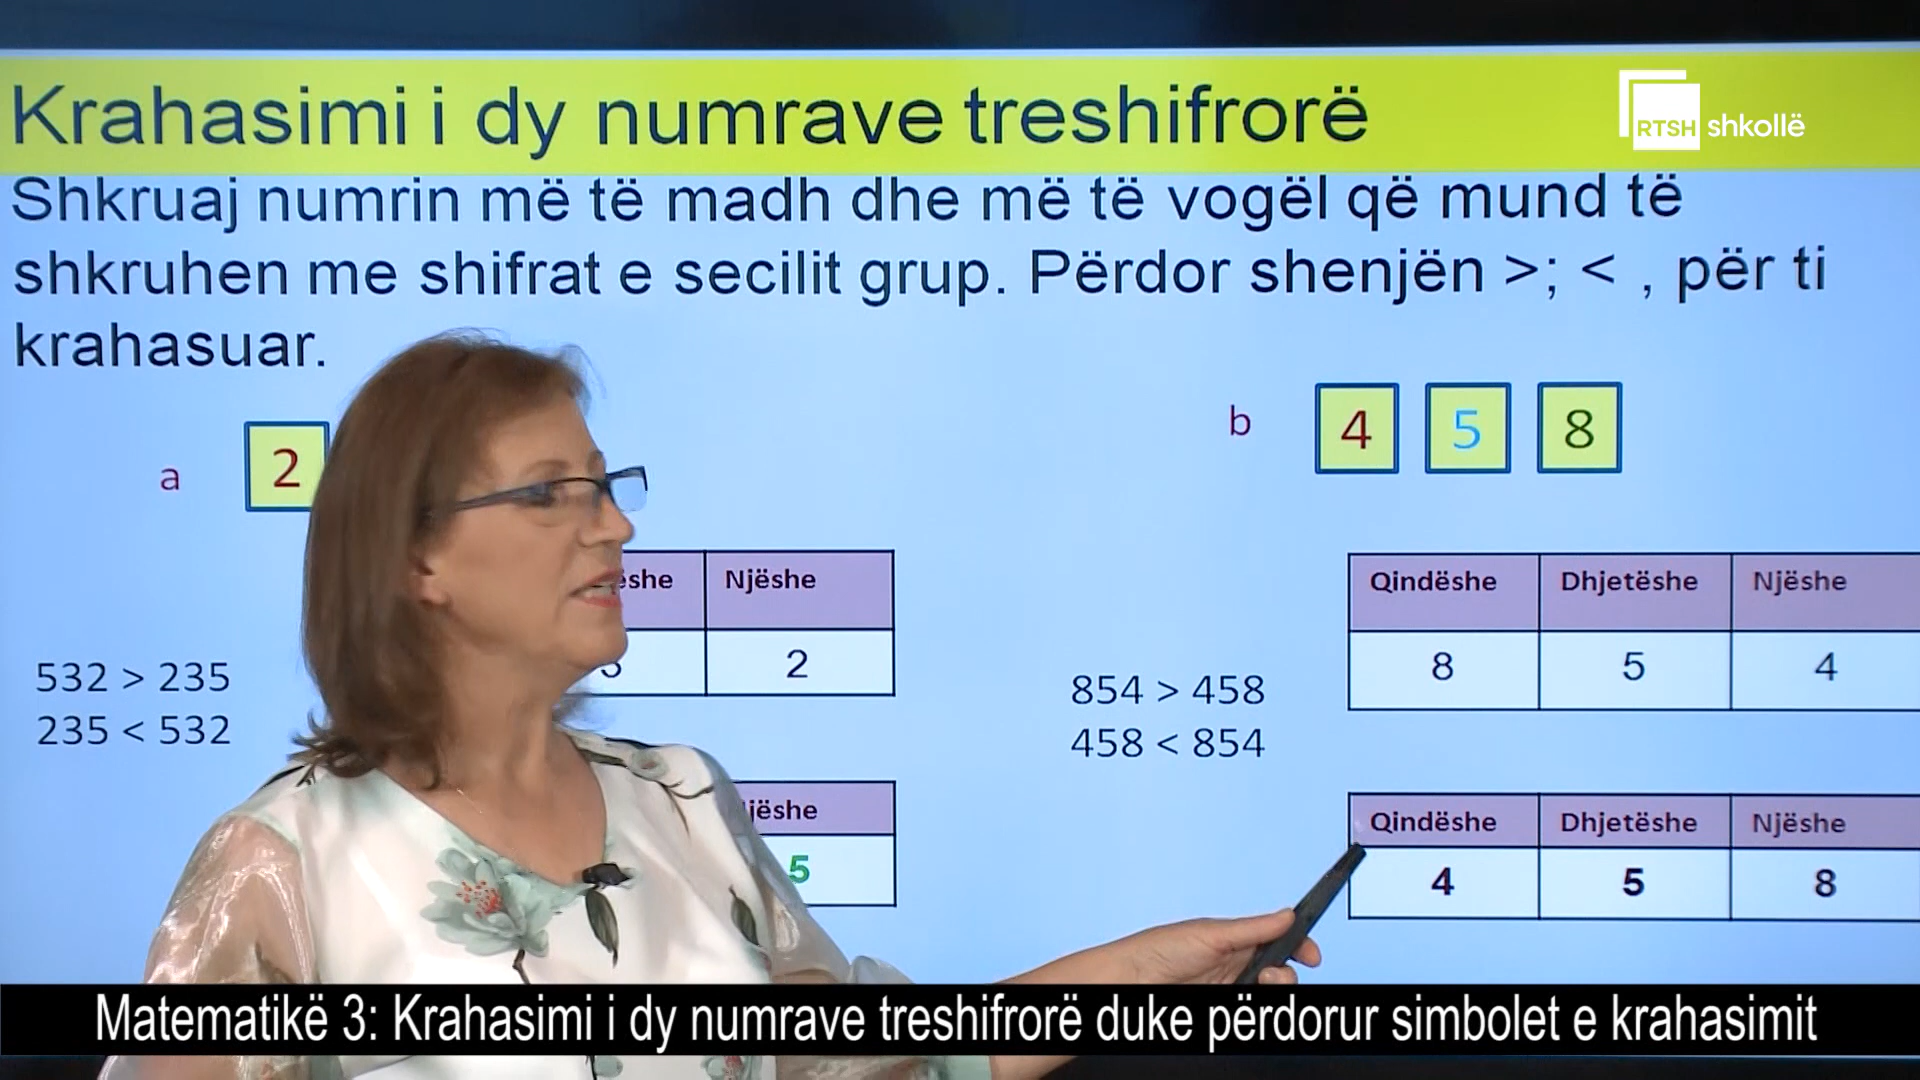 Krahasimi i dy numrave treshifrorë
RTSH shkollë
Shkruaj numrin më të madh dhe më të vogël që mund të
shkruhen me shifrat e secilit grup. Përdor shenjën >; < , për ti
krahasuar.
a 2
b 4 5 8
Njëshe
2
532 > 235
235 < 532
5
Qindëshe Dhjetëshe Njëshe
8 5 4
854 > 458
458 < 854
Qindëshe Dhjetëshe Njëshe
4 5 8
Matematikë 3: Krahasimi i dy numrave treshifrorë duke përdorur simbolet e krahasimit